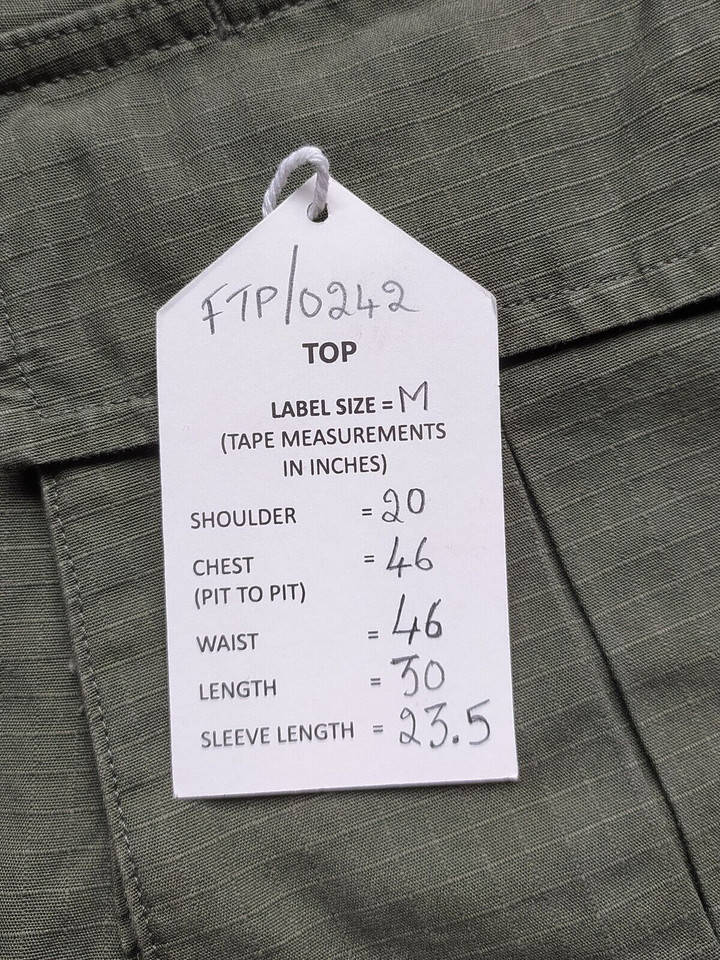 FTP/0242
TOP
LABEL SIZE = M
(TAPE MEASUREMENTS
IN INCHES)
SHOULDER = 20
CHEST = 46
(PIT TO PIT)
WAIST = 46
LENGTH = 30
SLEEVE LENGTH = 23.5